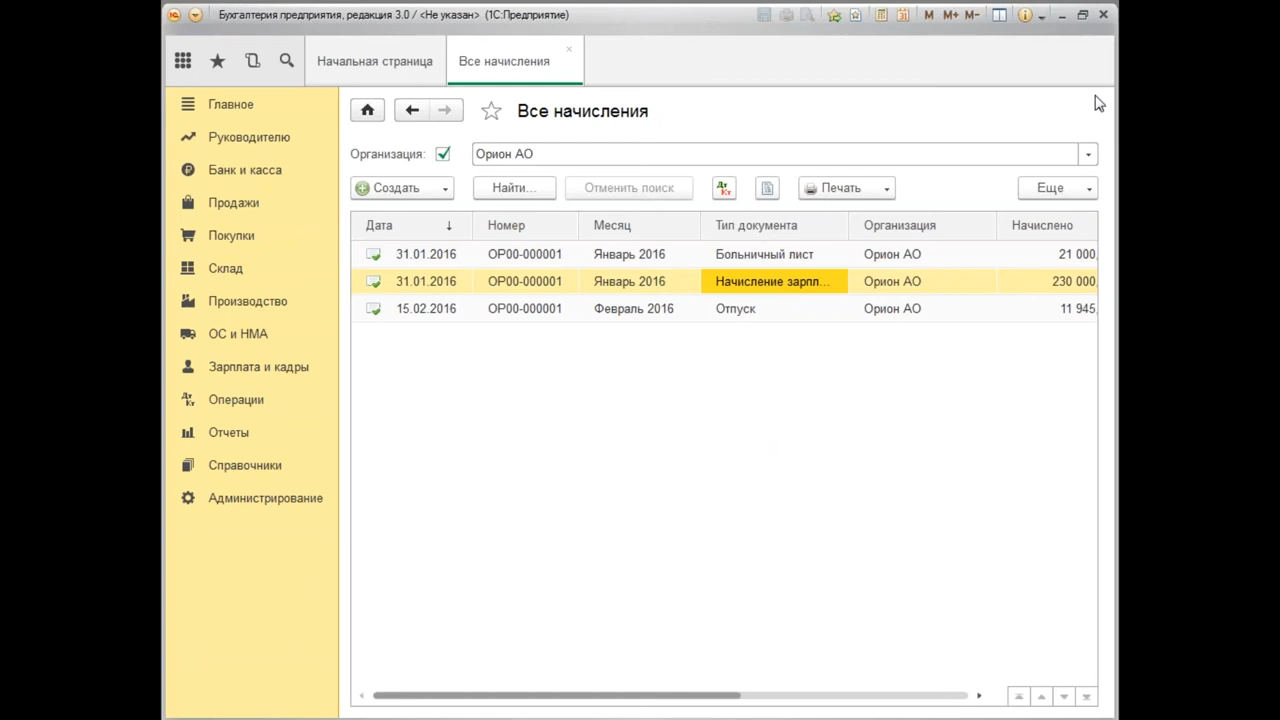 Бухгалтерия предприятия, редакция 3.0 / <Не указан> (1С:Предприятие)
M M+ M-
Начальная страница
Все начисления
Главное
Руководителю
Банк и касса
Продажи
Покупки
Склад
Производство
ОС и НМА
Зарплата и кадры
Операции
Отчеты
Справочники
Администрирование
Все начисления
Организация: Орион АО
Создать Найти... Отменить поиск Дт Кт Печать Еще
Дата ↓ Номер Месяц Тип документа Организация Начислено
31.01.2016 ОР00-000001 Январь 2016 Больничный лист Орион АО 21 000,
31.01.2016 ОР00-000001 Январь 2016 Начисление зарпл... Орион АО 230 000,
15.02.2016 ОР00-000001 Февраль 2016 Отпуск Орион АО 11 945,